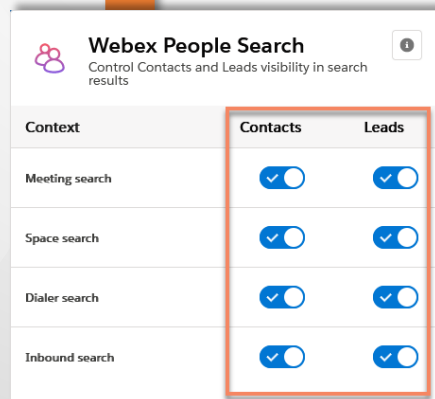 Webex People Search
Control Contacts and Leads visibility in search
results
Context Contacts Leads
Meeting search
Space search
Dialer search
Inbound search